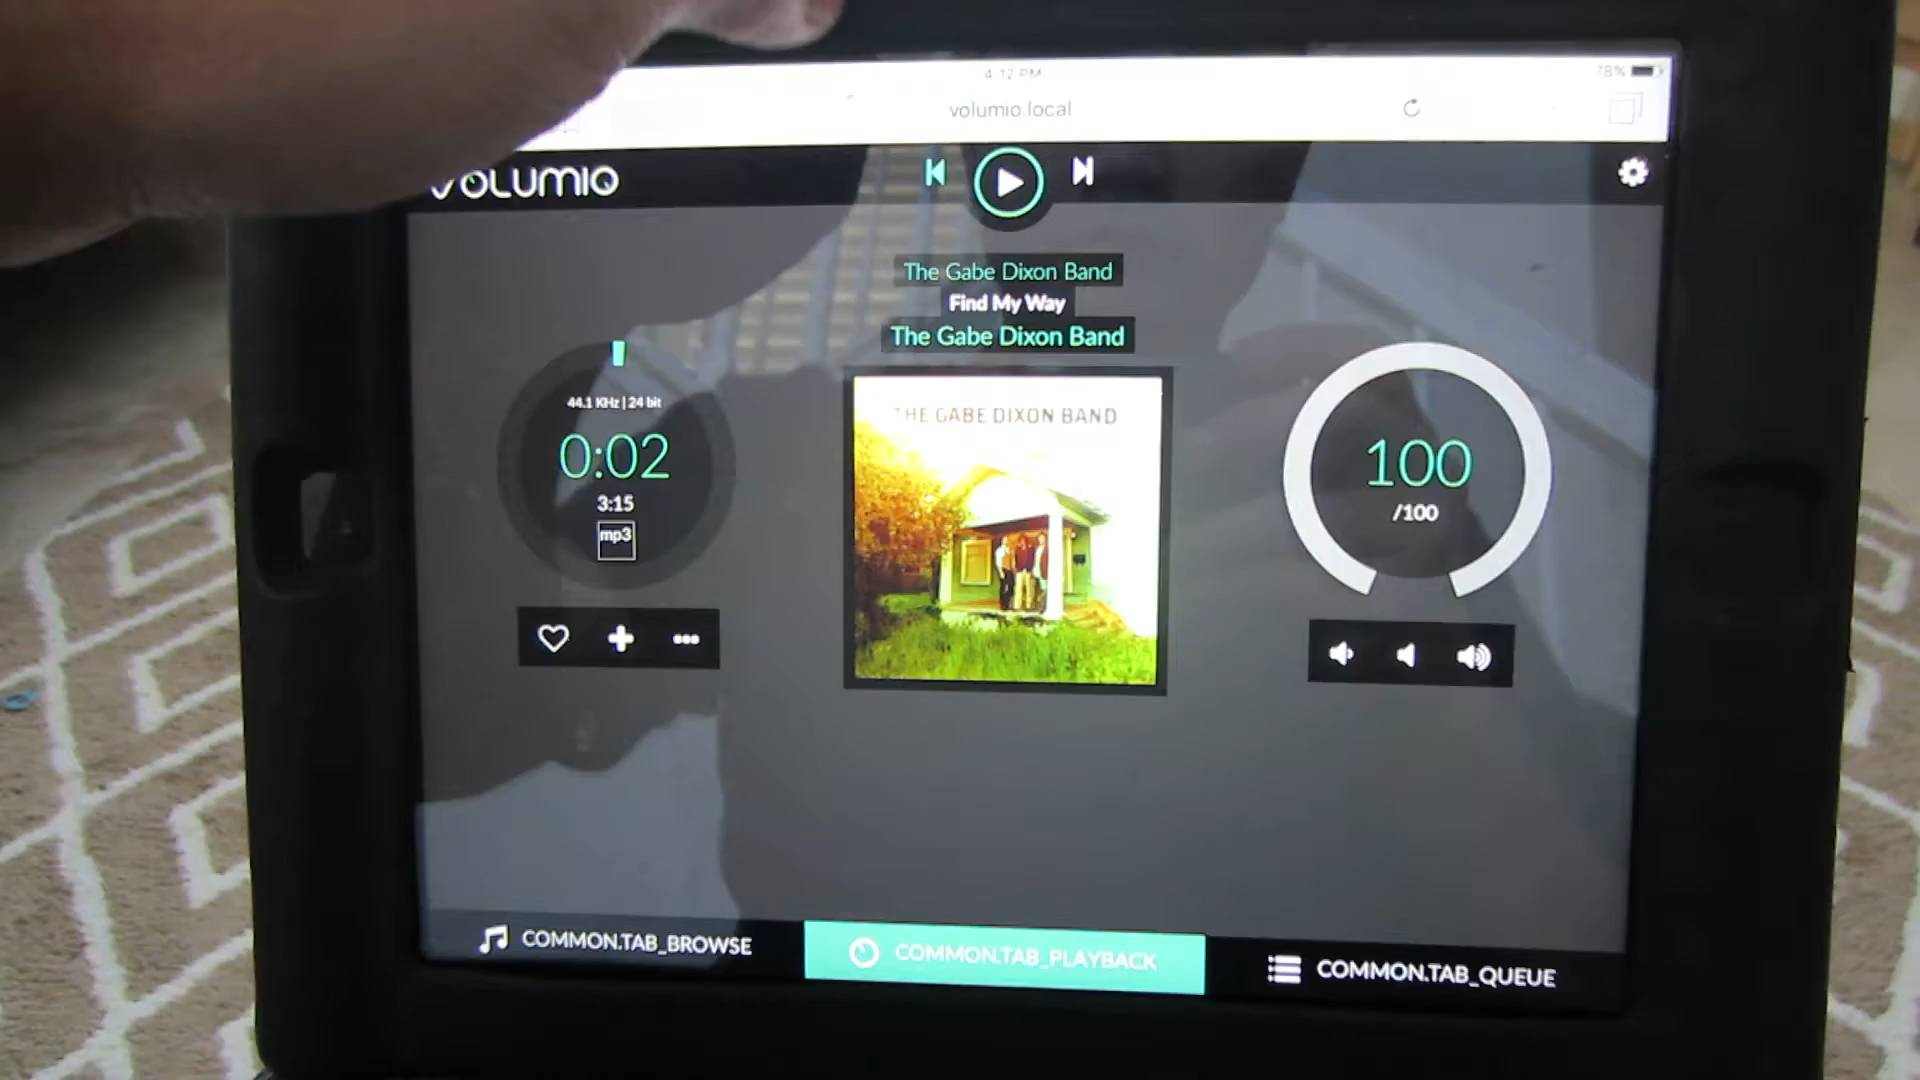 4:12 PM
78%
volumio.local
VOLUMIO
The Gabe Dixon Band
Find My Way
The Gabe Dixon Band
44.1 KHz | 24 bit
0:02
3:15
mp3
THE GABE DIXON BAND
100
/100
COMMON.TAB_BROWSE
COMMON.TAB_PLAYBACK
COMMON.TAB_QUEUE